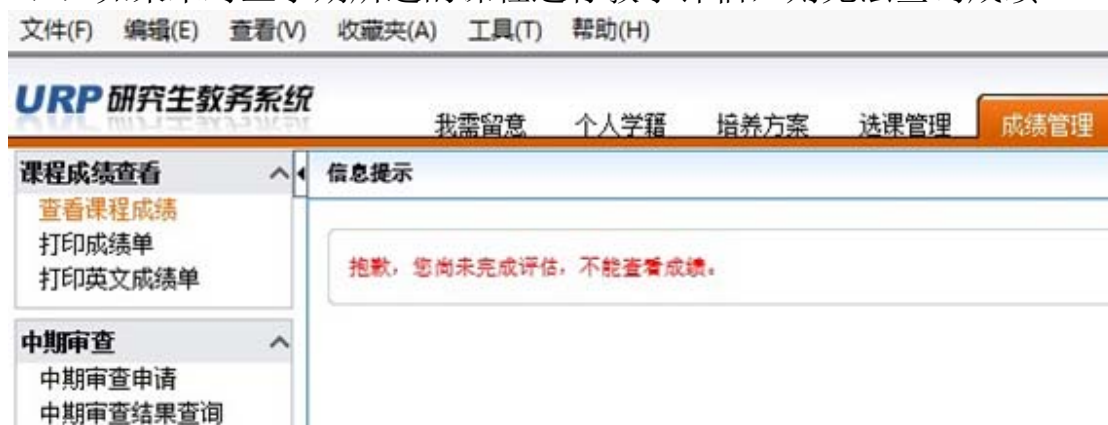 文件(F) 编辑(E) 查看(V) 收藏夹(A) 工具(T) 帮助(H)
URP 研究生教务系统
我需留意 个人学籍 培养方案 选课管理 成绩管理
课程成绩查看
信息提示
查看课程成绩
打印成绩单
打印英文成绩单
抱歉，您尚未完成评估，不能查看成绩。
中期审查
中期审查申请
中期审查结果查询